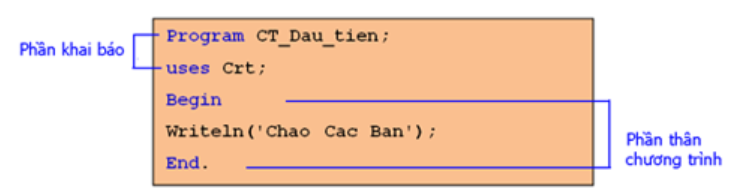 Phần khai báo
Program CT_Dau_tien;
uses Crt;
Begin
Writeln('Chao Cac Ban');
End.
Phần thân
chương trình